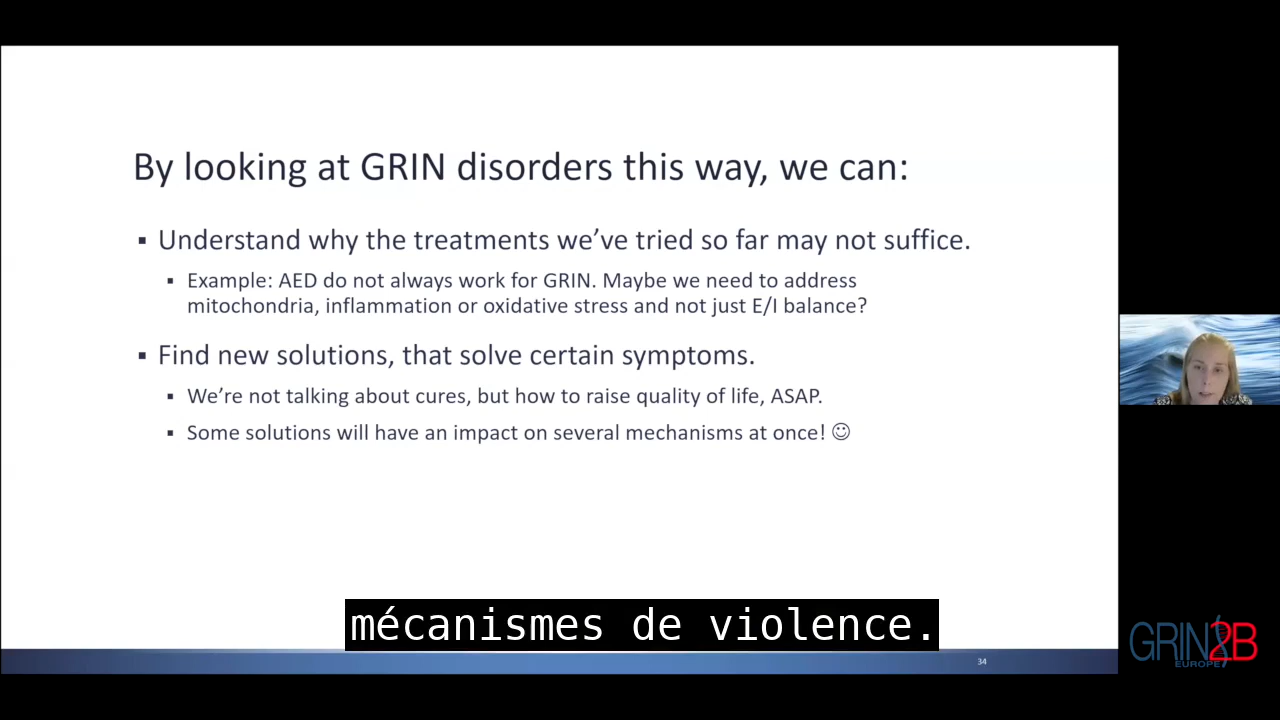 By looking at GRIN disorders this way, we can:
▪ Understand why the treatments we’ve tried so far may not suffice.
▪ Example: AED do not always work for GRIN. Maybe we need to address
mitochondria, inflammation or oxidative stress and not just E/I balance?
▪ Find new solutions, that solve certain symptoms.
▪ We’re not talking about cures, but how to raise quality of life, ASAP.
▪ Some solutions will have an impact on several mechanisms at once! ☺
mécanismes de violence.
34
GRIN2B
EUROPE